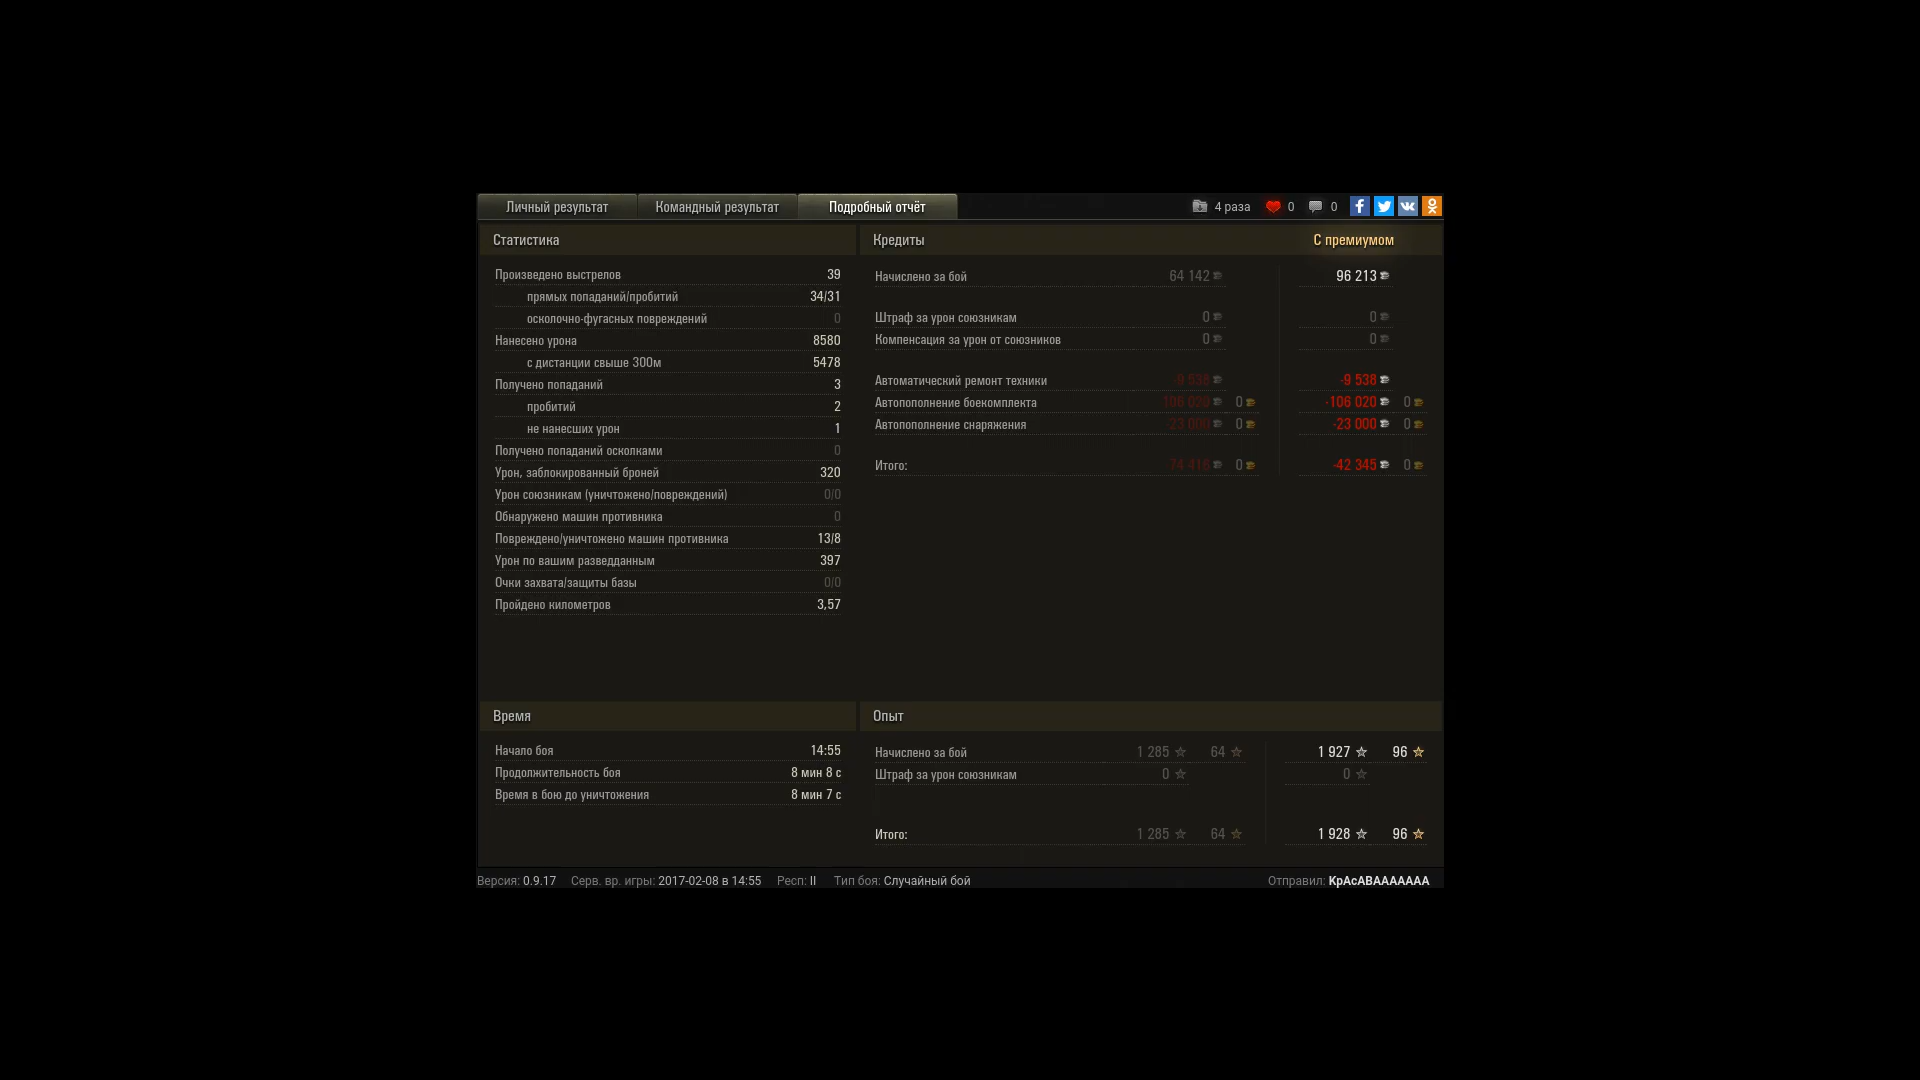 Личный результат Командный результат Подробный отчёт 4 раза 0 0
Статистика
Произведено выстрелов 39
прямых попаданий/пробитий 34/31
осколочно-фугасных повреждений 0
Нанесено урона 8580
с дистанции свыше 300м 5478
Получено попаданий 3
пробитий 2
не нанесших урон 1
Получено попаданий осколками 0
Урон, заблокированный броней 320
Урон союзникам (уничтожено/повреждений) 0/0
Обнаружено машин противника 0
Повреждено/уничтожено машин противника 13/8
Урон по вашим разведданным 397
Очки захвата/защиты базы 0/0
Пройдено километров 3,57
Кредиты С премиумом
Начислено за бой 64 142 96 213
Штраф за урон союзникам 0 0
Компенсация за урон от союзников 0 0
Автоматический ремонт техники -9 538 -9 538
Автопополнение боекомплекта -106 020 0 -106 020 0
Автопополнение снаряжения -23 000 0 -23 000 0
Итого: -74 416 0 -42 345 0
Время
Начало боя 14:55
Продолжительность боя 8 мин 8 с
Время в бою до уничтожения 8 мин 7 с
Опыт
Начислено за бой 1 285 64 1 927 96
Штраф за урон союзникам 0 0
Итого: 1 285 64 1 928 96
Версия: 0.9.17 Серв. вр. игры: 2017-02-08 в 14:55 Респ: II Тип боя: Случайный бой Отправил: KpAcABAAAAAAA